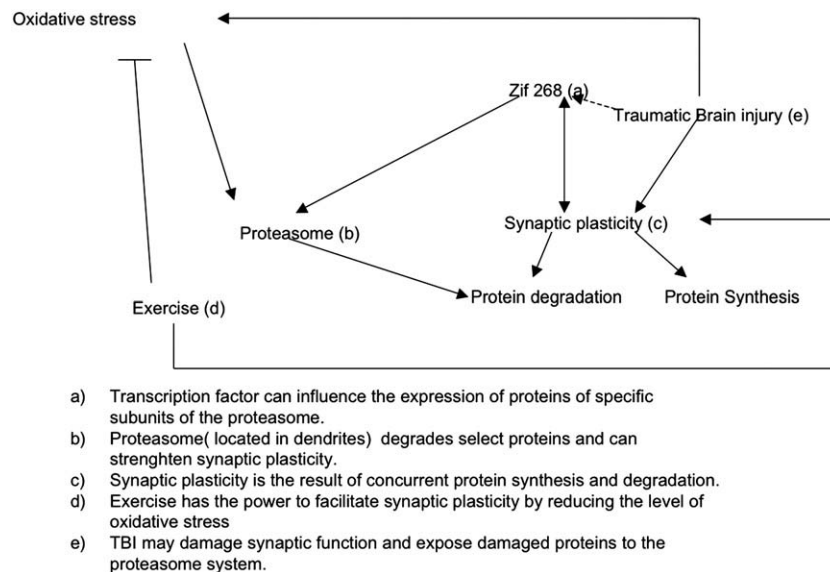 Oxidative stress
Zif 268 (a)
Traumatic Brain injury (e)
Proteasome (b)
Synaptic plasticity (c)
Protein degradation
Protein Synthesis
Exercise (d)
a) Transcription factor can influence the expression of proteins of specific
subunits of the proteasome.
b) Proteasome( located in dendrites) degrades select proteins and can
strenghten synaptic plasticity.
c) Synaptic plasticity is the result of concurrent protein synthesis and degradation.
d) Exercise has the power to facilitate synaptic plasticity by reducing the level of
oxidative stress
e) TBI may damage synaptic function and expose damaged proteins to the
proteasome system.